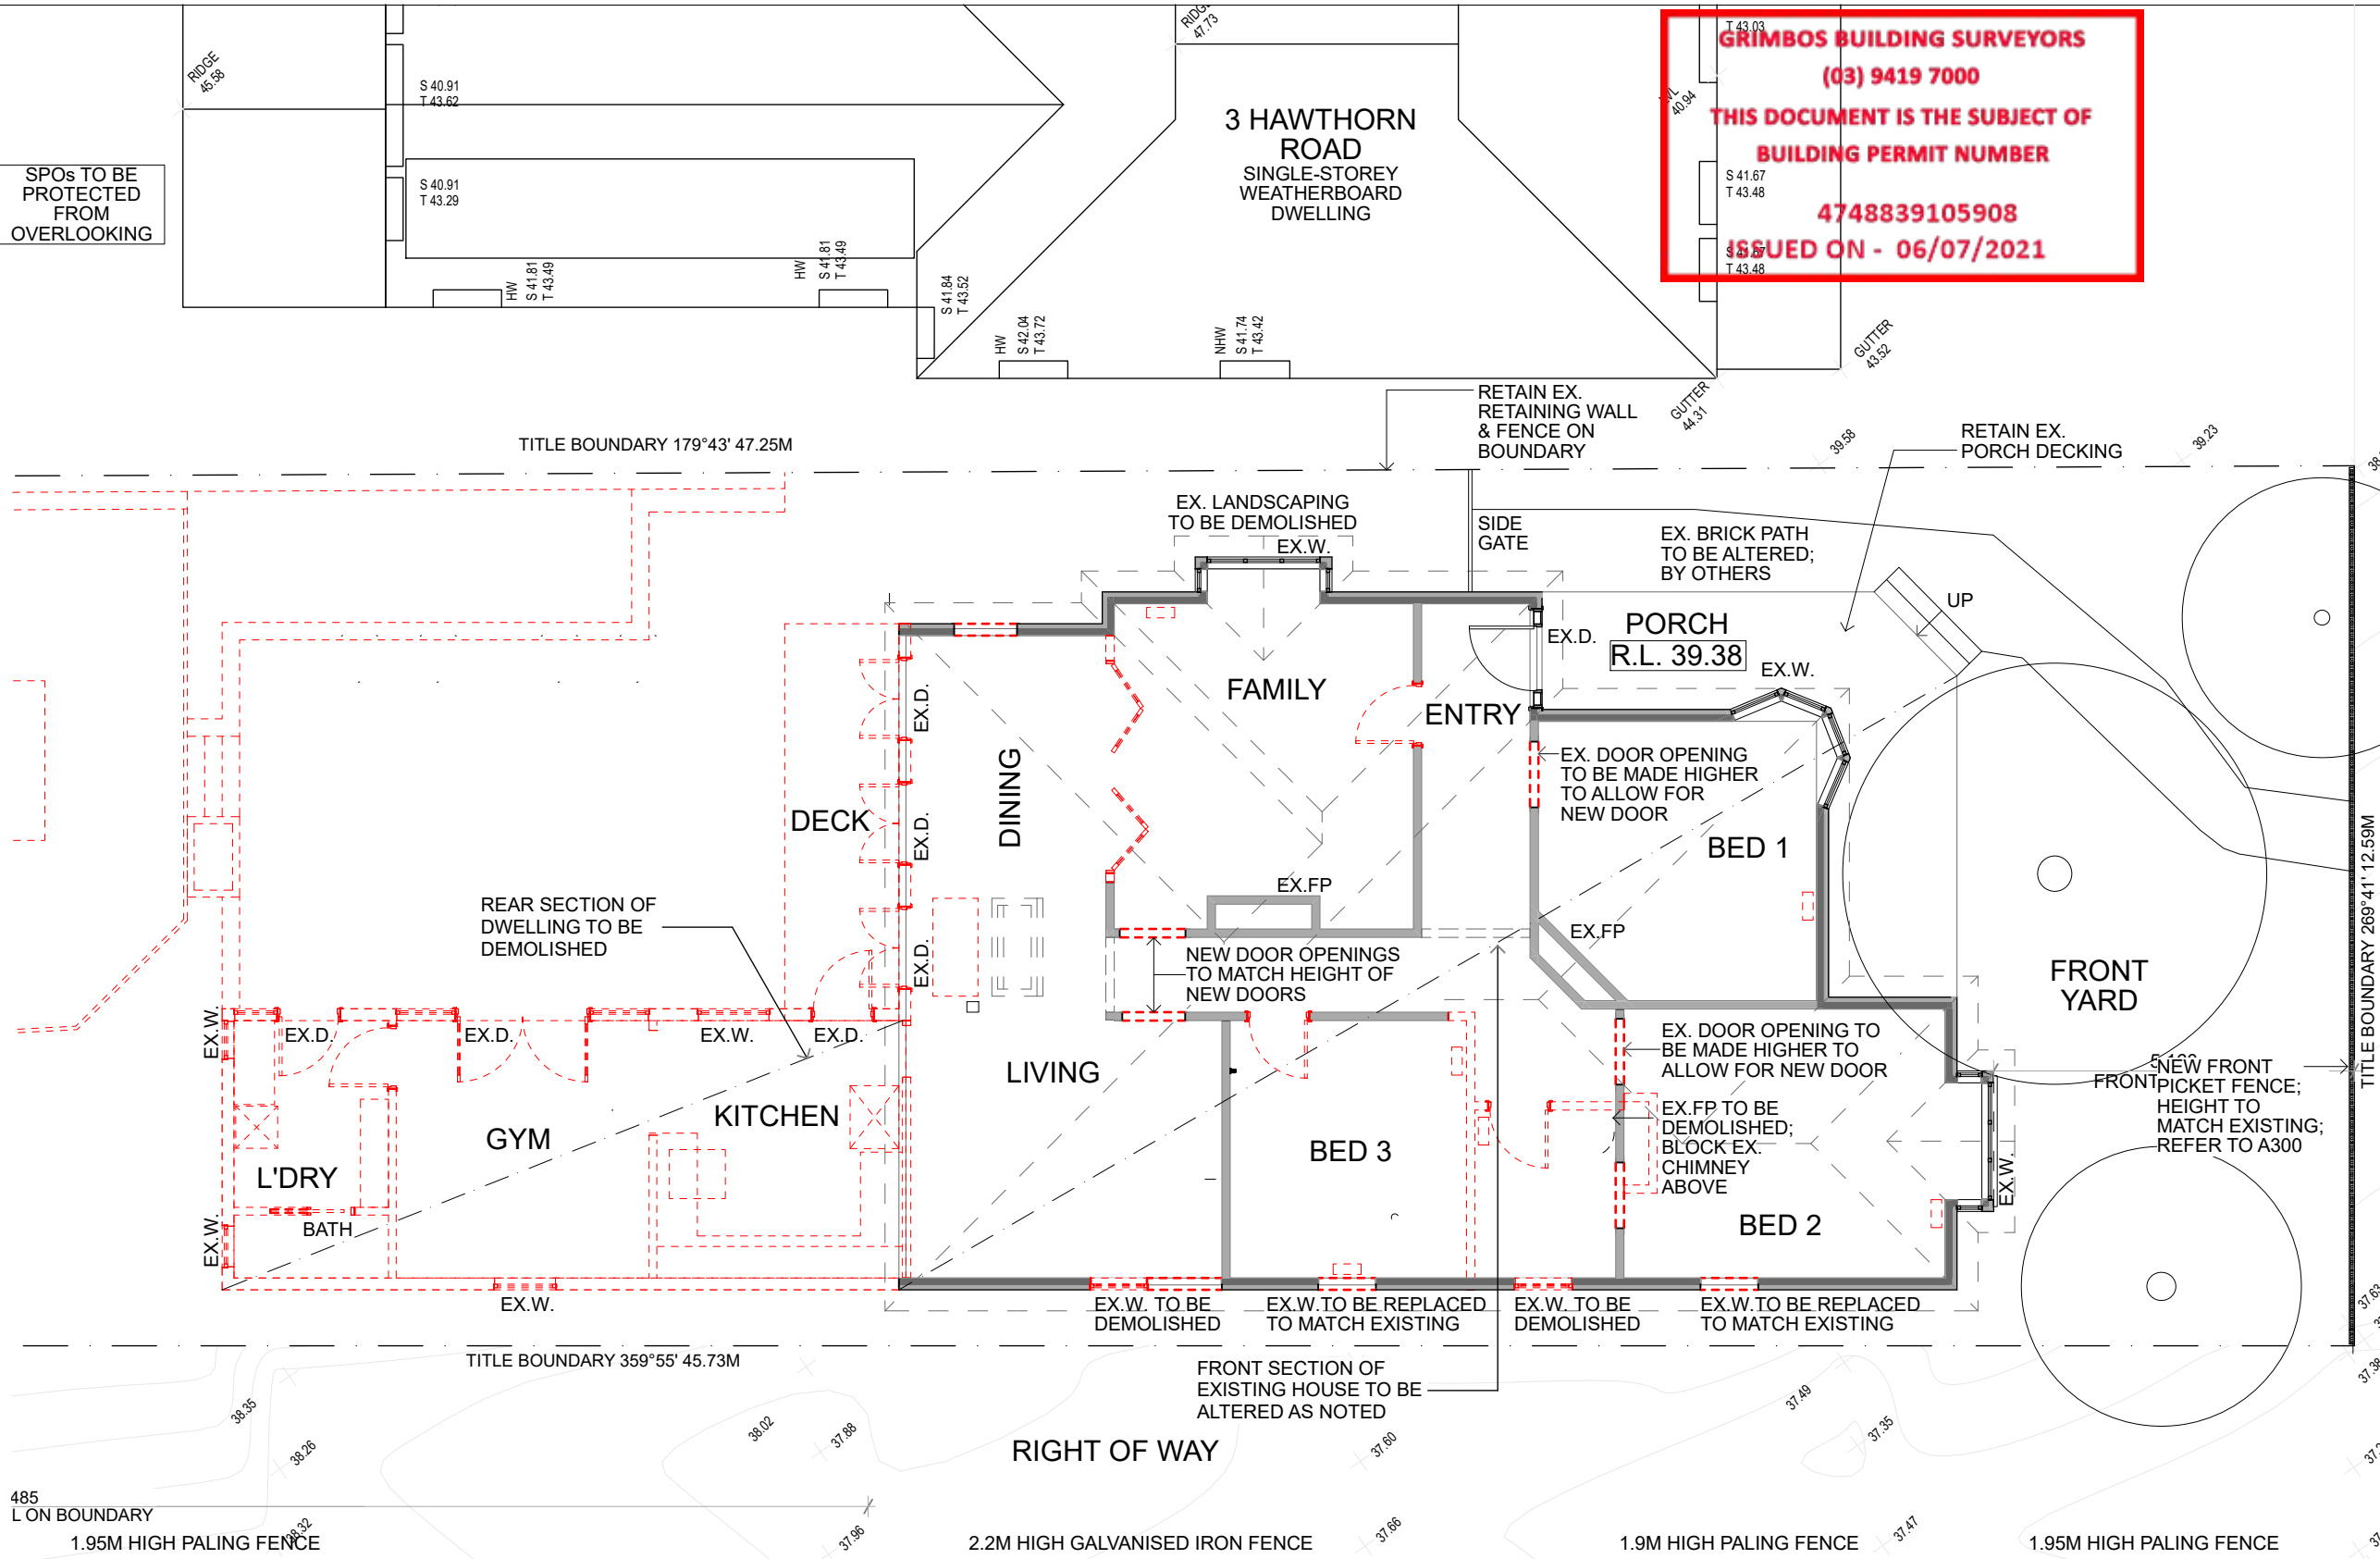 RIDGE
45.58
S 40.91
T 43.62
S 40.91
T 43.29
SPOs TO BE
PROTECTED
FROM
OVERLOOKING
HW
S 41.81
T 43.49
HW
S 41.81
T 43.49
S 41.84
T 43.52
HW
S 42.04
T 43.72
NHW
S 41.74
T 43.42
RIDGE
47.73
3 HAWTHORN
ROAD
SINGLE-STOREY
WEATHERBOARD
DWELLING
T 43.03
40.94
GRIMBOS BUILDING SURVEYORS
(03) 9419 7000
THIS DOCUMENT IS THE SUBJECT OF
BUILDING PERMIT NUMBER
4748839105908
ISSUED ON - 06/07/2021
S 41.67
T 43.48
S 41.67
T 43.48
GUTTER
43.52
GUTTER
44.31
TITLE BOUNDARY 179°43' 47.25M
RETAIN EX.
RETAINING WALL
& FENCE ON
BOUNDARY
39.58
RETAIN EX.
PORCH DECKING
39.23
EX. LANDSCAPING
TO BE DEMOLISHED
EX.W.
SIDE
GATE
EX. BRICK PATH
TO BE ALTERED;
BY OTHERS
UP
PORCH
R.L. 39.38
EX.D.
EX.W.
FAMILY
ENTRY
DINING
DECK
EX.D.
EX.D.
EX.D.
EX. DOOR OPENING
TO BE MADE HIGHER
TO ALLOW FOR
NEW DOOR
BED 1
EX.FP
EX.FP
REAR SECTION OF
DWELLING TO BE
DEMOLISHED
NEW DOOR OPENINGS
TO MATCH HEIGHT OF
NEW DOORS
FRONT
YARD
TITLE BOUNDARY 269°41' 12.59M
EX.W.
EX.D.
EX.D.
EX.W.
EX.D.
LIVING
KITCHEN
GYM
L'DRY
BATH
EX.W.
EX.W.
BED 3
EX. DOOR OPENING TO
BE MADE HIGHER TO
ALLOW FOR NEW DOOR
EX.FP TO BE
DEMOLISHED;
BLOCK EX.
CHIMNEY
ABOVE
BED 2
EX.W.
FRONT
NEW FRONT
PICKET FENCE;
HEIGHT TO
MATCH EXISTING;
REFER TO A300
EX.W. TO BE
DEMOLISHED
EX.W.TO BE REPLACED
TO MATCH EXISTING
EX.W. TO BE
DEMOLISHED
EX.W.TO BE REPLACED
TO MATCH EXISTING
37.63
TITLE BOUNDARY 359°55' 45.73M
FRONT SECTION OF
EXISTING HOUSE TO BE
ALTERED AS NOTED
37.38
38.35
38.26
38.02
37.88
RIGHT OF WAY
37.60
37.49
37.35
485
L ON BOUNDARY
38.32
37.96
37.66
37.47
1.95M HIGH PALING FENCE
2.2M HIGH GALVANISED IRON FENCE
1.9M HIGH PALING FENCE
1.95M HIGH PALING FENCE